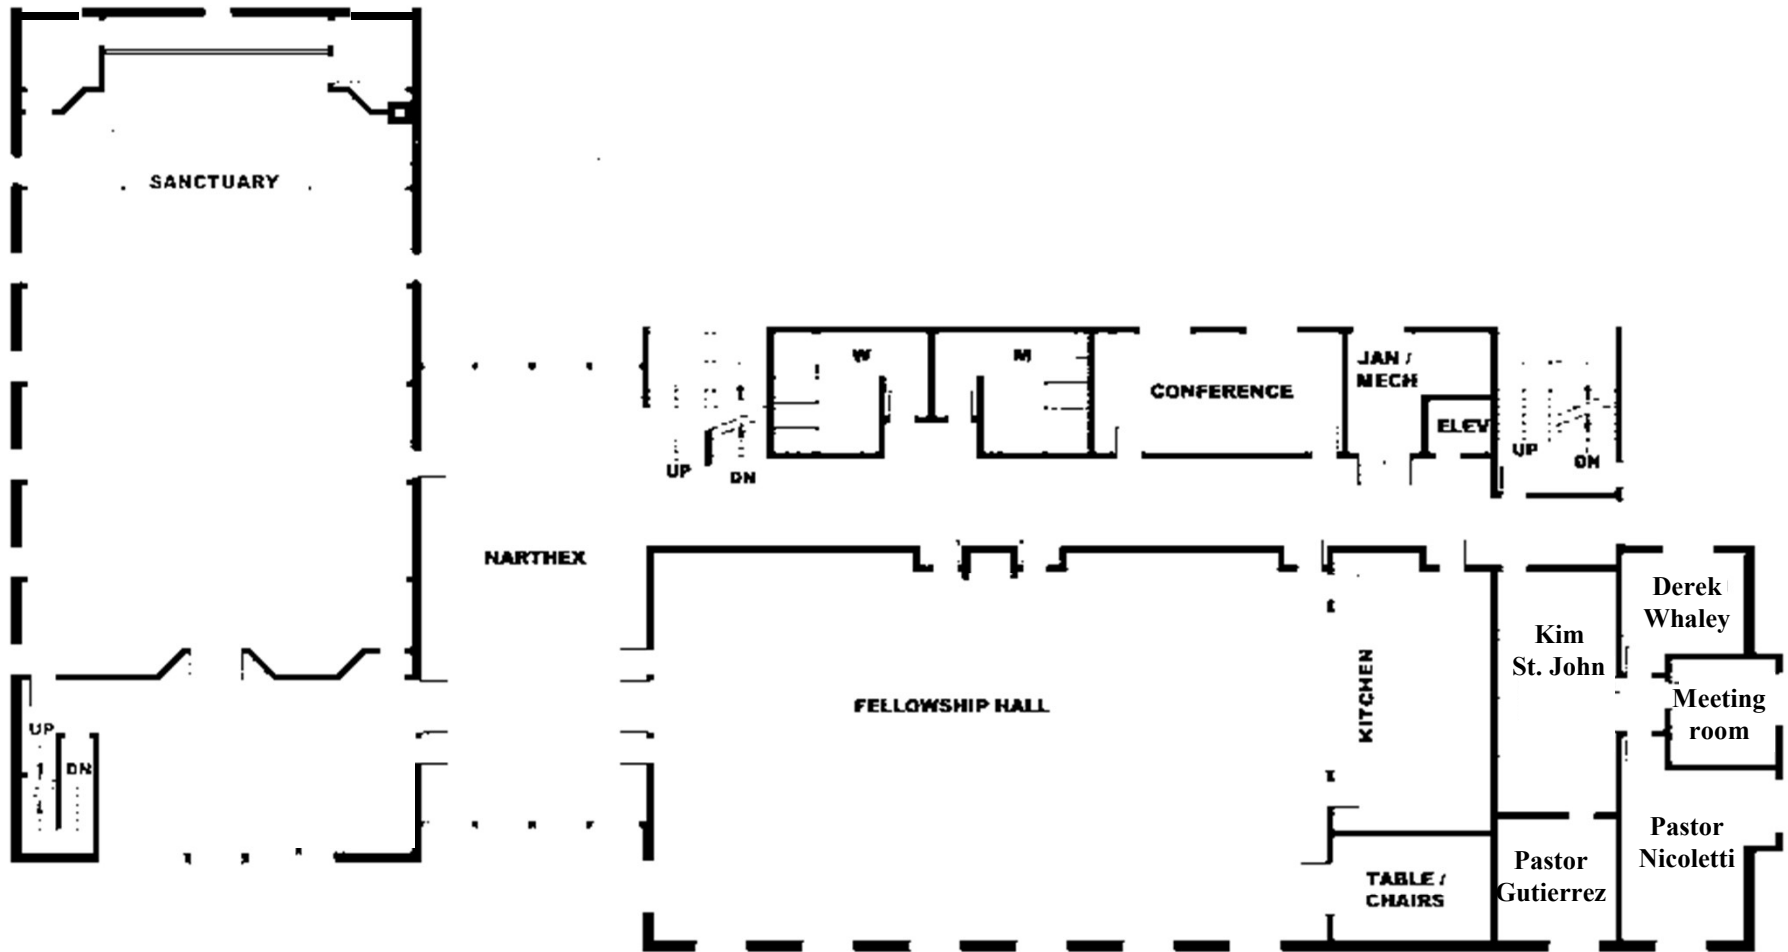 SANCTUARY
W
M
JAN /
MECH
CONFERENCE
ELEV
UP
DN
UP
DN
NARTHEX
Derek
Whaley
Kim
St. John
KITCHEN
FELLOWSHIP HALL
Meeting
room
UP
DN
Pastor
Nicoletti
Pastor
Gutierrez
TABLE /
CHAIRS